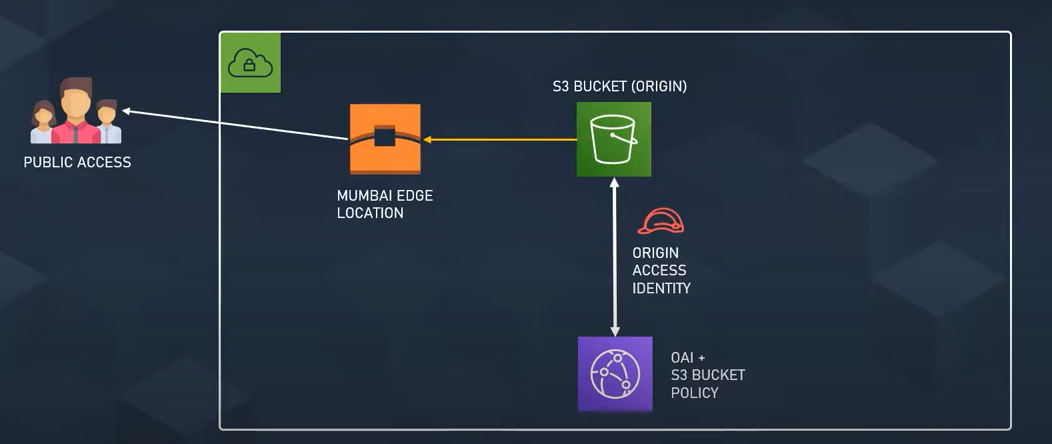 S3 BUCKET (ORIGIN)
PUBLIC ACCESS
MUMBAI EDGE
LOCATION
ORIGIN
ACCESS
IDENTITY
OAI +
S3 BUCKET
POLICY